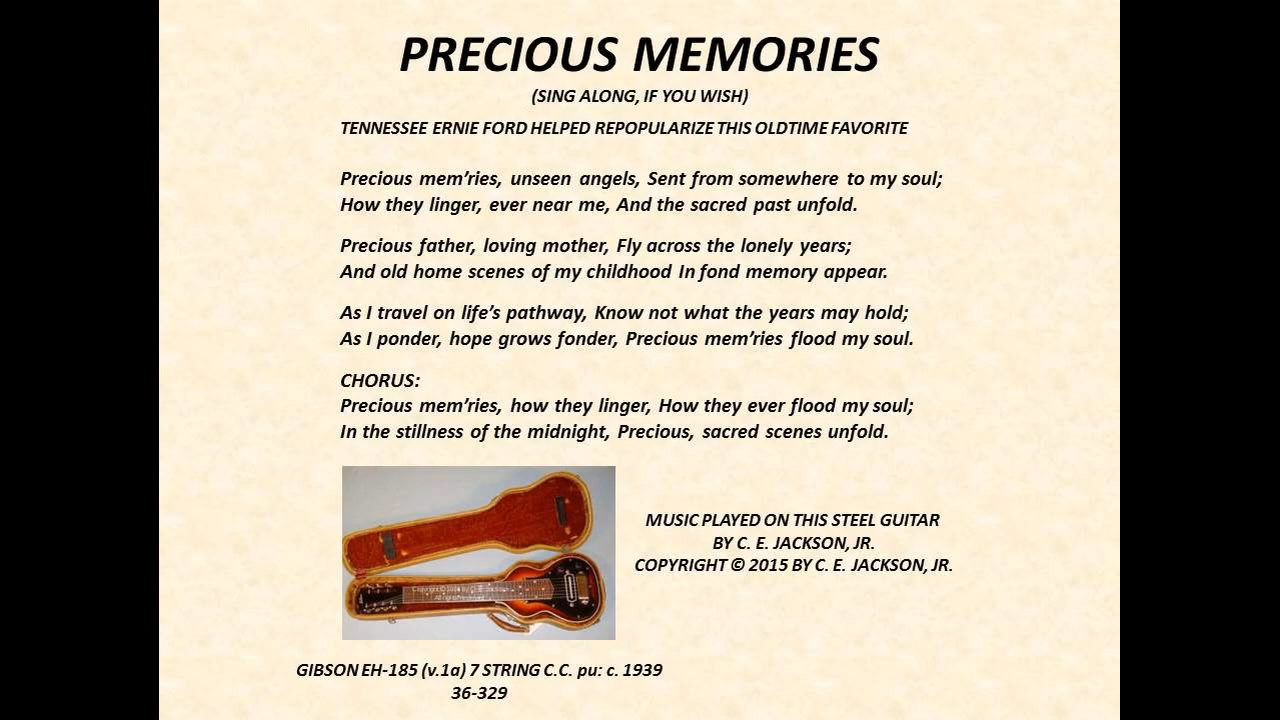 PRECIOUS MEMORIES
(SING ALONG, IF YOU WISH)
TENNESSEE ERNIE FORD HELPED REPOPULARIZE THIS OLDTIME FAVORITE
Precious mem'ries, unseen angels, Sent from somewhere to my soul;
How they linger, ever near me, And the sacred past unfold.
Precious father, loving mother, Fly across the lonely years;
And old home scenes of my childhood In fond memory appear.
As I travel on life's pathway, Know not what the years may hold;
As I ponder, hope grows fonder, Precious mem'ries flood my soul.
CHORUS:
Precious mem'ries, how they linger, How they ever flood my soul;
In the stillness of the midnight, Precious, sacred scenes unfold.
MUSIC PLAYED ON THIS STEEL GUITAR
BY C. E. JACKSON, JR.
COPYRIGHT © 2015 BY C. E. JACKSON, JR.
GIBSON EH-185 (v.1a) 7 STRING C.C. pu: c. 1939
36-329